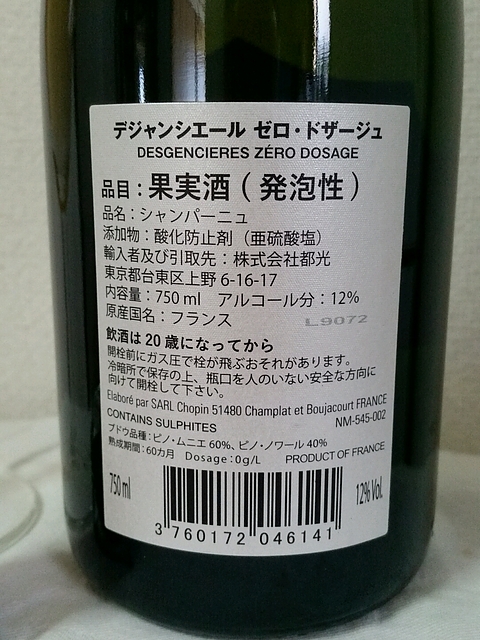 デジャンシエール ゼロ・ドザージュ
DESGENCIERES ZÉRO DOSAGE
品目：果実酒（発泡性）
品名：シャンパーニュ
添加物：酸化防止剤（亜硫酸塩）
輸入者及び引取先：株式会社都光
東京都台東区上野 6-16-17
内容量：750 ml アルコール分：12%
原産国名：フランス
L9072
飲酒は 20 歳になってから
開栓前にガス圧で栓が飛ぶおそれがあります。
冷暗所で保存の上、瓶口を人のいない安全な方向に
向けて開栓して下さい。
Elaboré par SARL Chopin 51480 Champlat et Boujacourt FRANCE
NM-545-002
CONTAINS SULPHITES
ブドウ品種：ピノ・ムニエ 60%、ピノ・ノワール 40%
熟成期間：60カ月 Dosage：0g/L
PRODUCT OF FRANCE
750 ml
12% Vol.
3 760172 046141